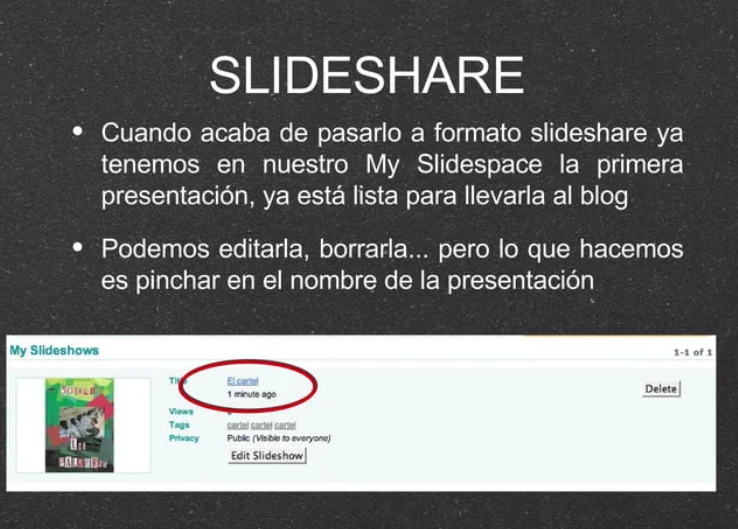 SLIDESHARE
• Cuando acaba de pasarlo a formato slideshare ya
tenemos en nuestro My Slidespace la primera
presentación, ya está lista para llevarla al blog
• Podemos editarla, borrarla... pero lo que hacemos
es pinchar en el nombre de la presentación
My Slideshows 1-1 of 1
El cartel
1 minute ago
Delete
Views
Tags cartel cartel cartel
Privacy Public (Visible to everyone)
Edit Slideshow